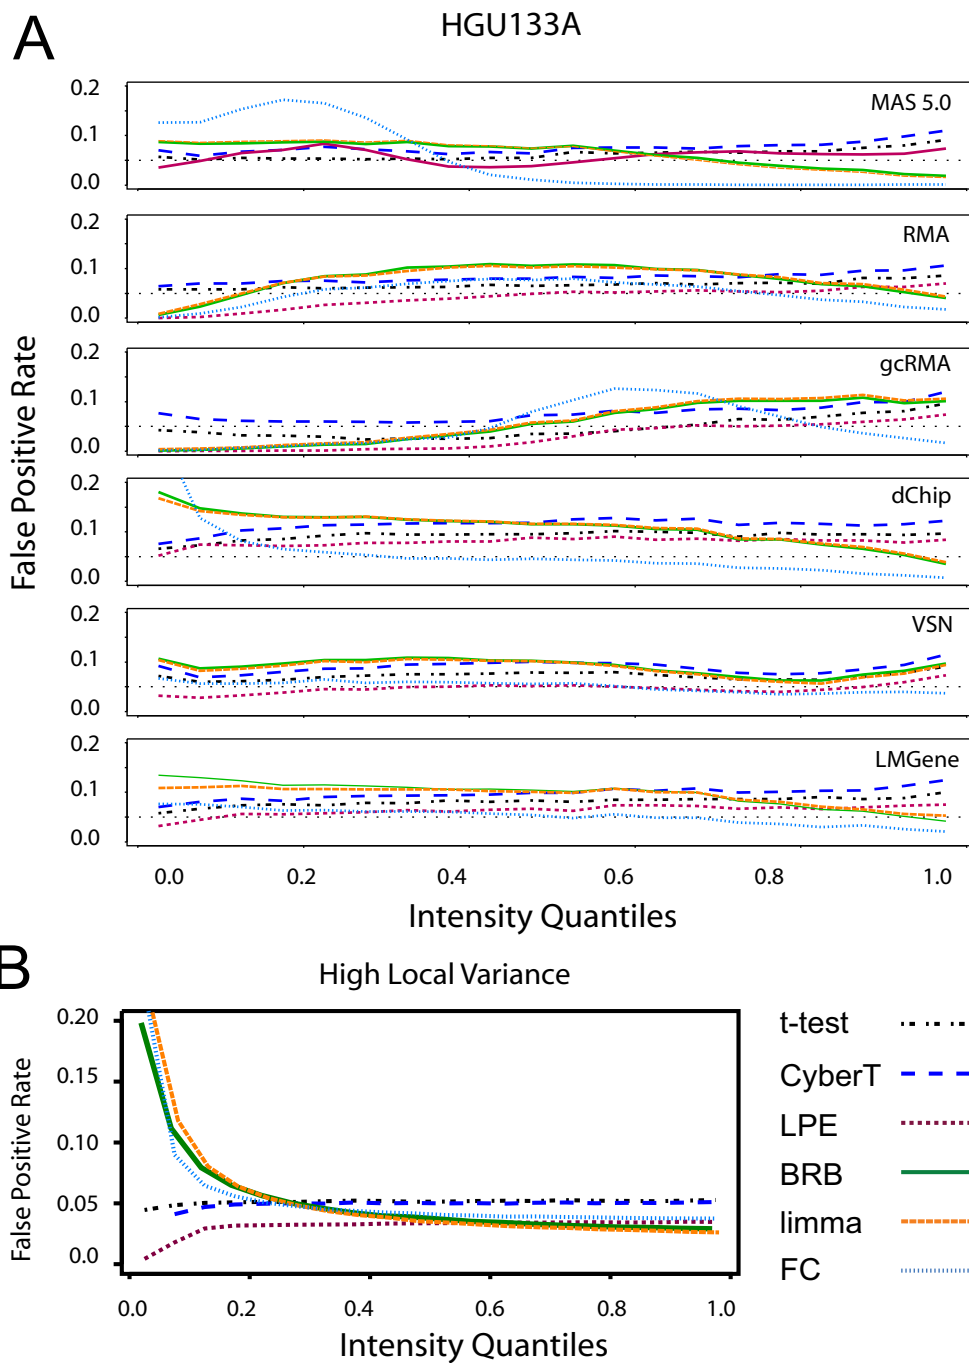 A
HGU133A
False Positive Rate
0.2
0.1
0.0
MAS 5.0
0.2
0.1
0.0
RMA
0.2
0.1
0.0
gcRMA
0.2
0.1
0.0
dChip
0.2
0.1
0.0
VSN
0.2
0.1
0.0
LMGene
0.0 0.2 0.4 0.6 0.8 1.0
Intensity Quantiles
B
High Local Variance
False Positive Rate
0.20
0.15
0.10
0.05
0.0
0.0 0.2 0.4 0.6 0.8 1.0
Intensity Quantiles
t-test
CyberT
LPE
BRB
limma
FC